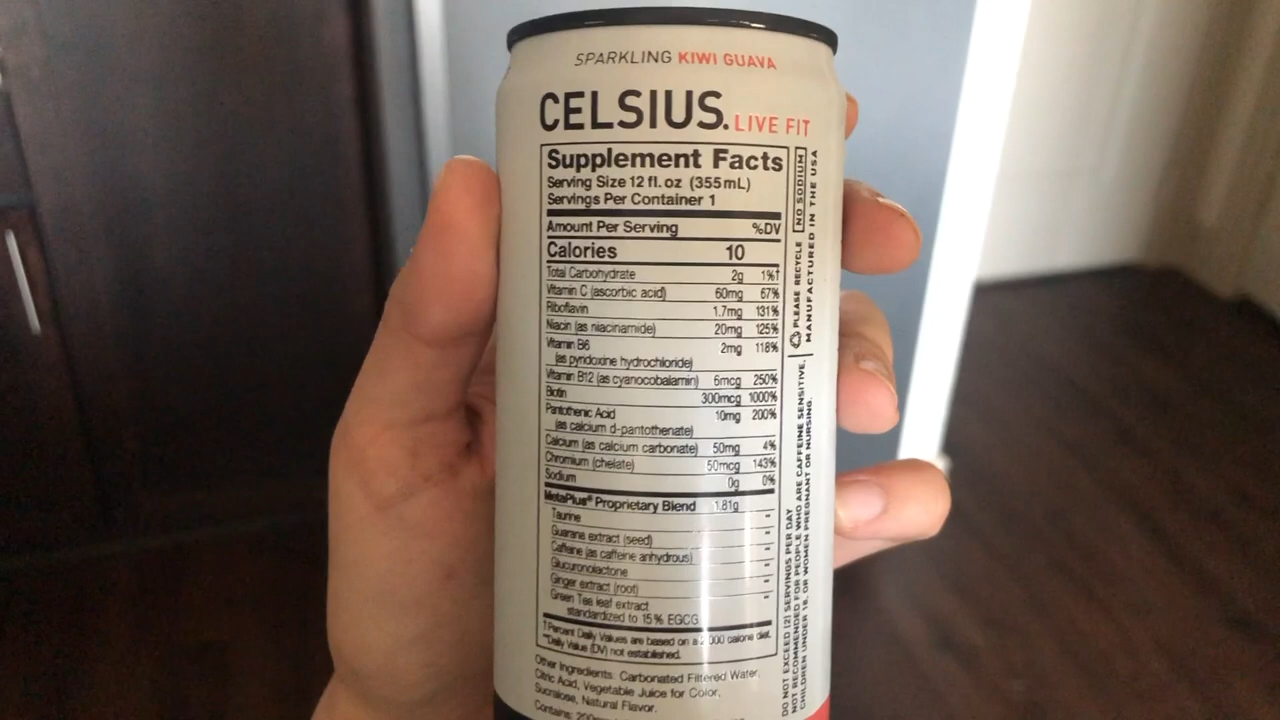 SPARKLING KIWI GUAVA
CELSIUS. LIVE FIT
Supplement Facts
Serving Size 12 fl. oz (355mL)
Servings Per Container 1
Amount Per Serving %DV
Calories 10
Total Carbohydrate 2g 1%†
Vitamin C (ascorbic acid) 60mg 67%
Riboflavin 1.7mg 131%
Niacin (as niacinamide) 20mg 125%
Vitamin B6 2mg 118%
(as pyridoxine hydrochloride)
Vitamin B12 (as cyanocobalamin) 6mcg 250%
Biotin 300mcg 1000%
Pantothenic Acid 10mg 200%
(as calcium d-pantothenate)
Calcium (as calcium carbonate) 50mg 4%
Chromium (chelate) 50mcg 143%
Sodium 0g 0%
MetaPlus® Proprietary Blend 1.81g
Taurine
Guarana extract (seed)
Caffeine (as caffeine anhydrous)
Glucuronolactone
Ginger extract (root)
Green Tea leaf extract
standardized to 15% EGCG
†Percent Daily Values are based on a 2,000 calorie diet.
**Daily Value (DV) not established.
Other Ingredients: Carbonated Filtered Water,
Citric Acid, Vegetable Juice for Color,
Sucralose, Natural Flavor.
Contains:
PLEASE RECYCLE NO SODIUM
MANUFACTURED IN THE USA
DO NOT EXCEED (2) SERVINGS PER DAY
NOT RECOMMENDED FOR PEOPLE WHO ARE CAFFEINE SENSITIVE,
CHILDREN UNDER 18, OR WOMEN PREGNANT OR NURSING.